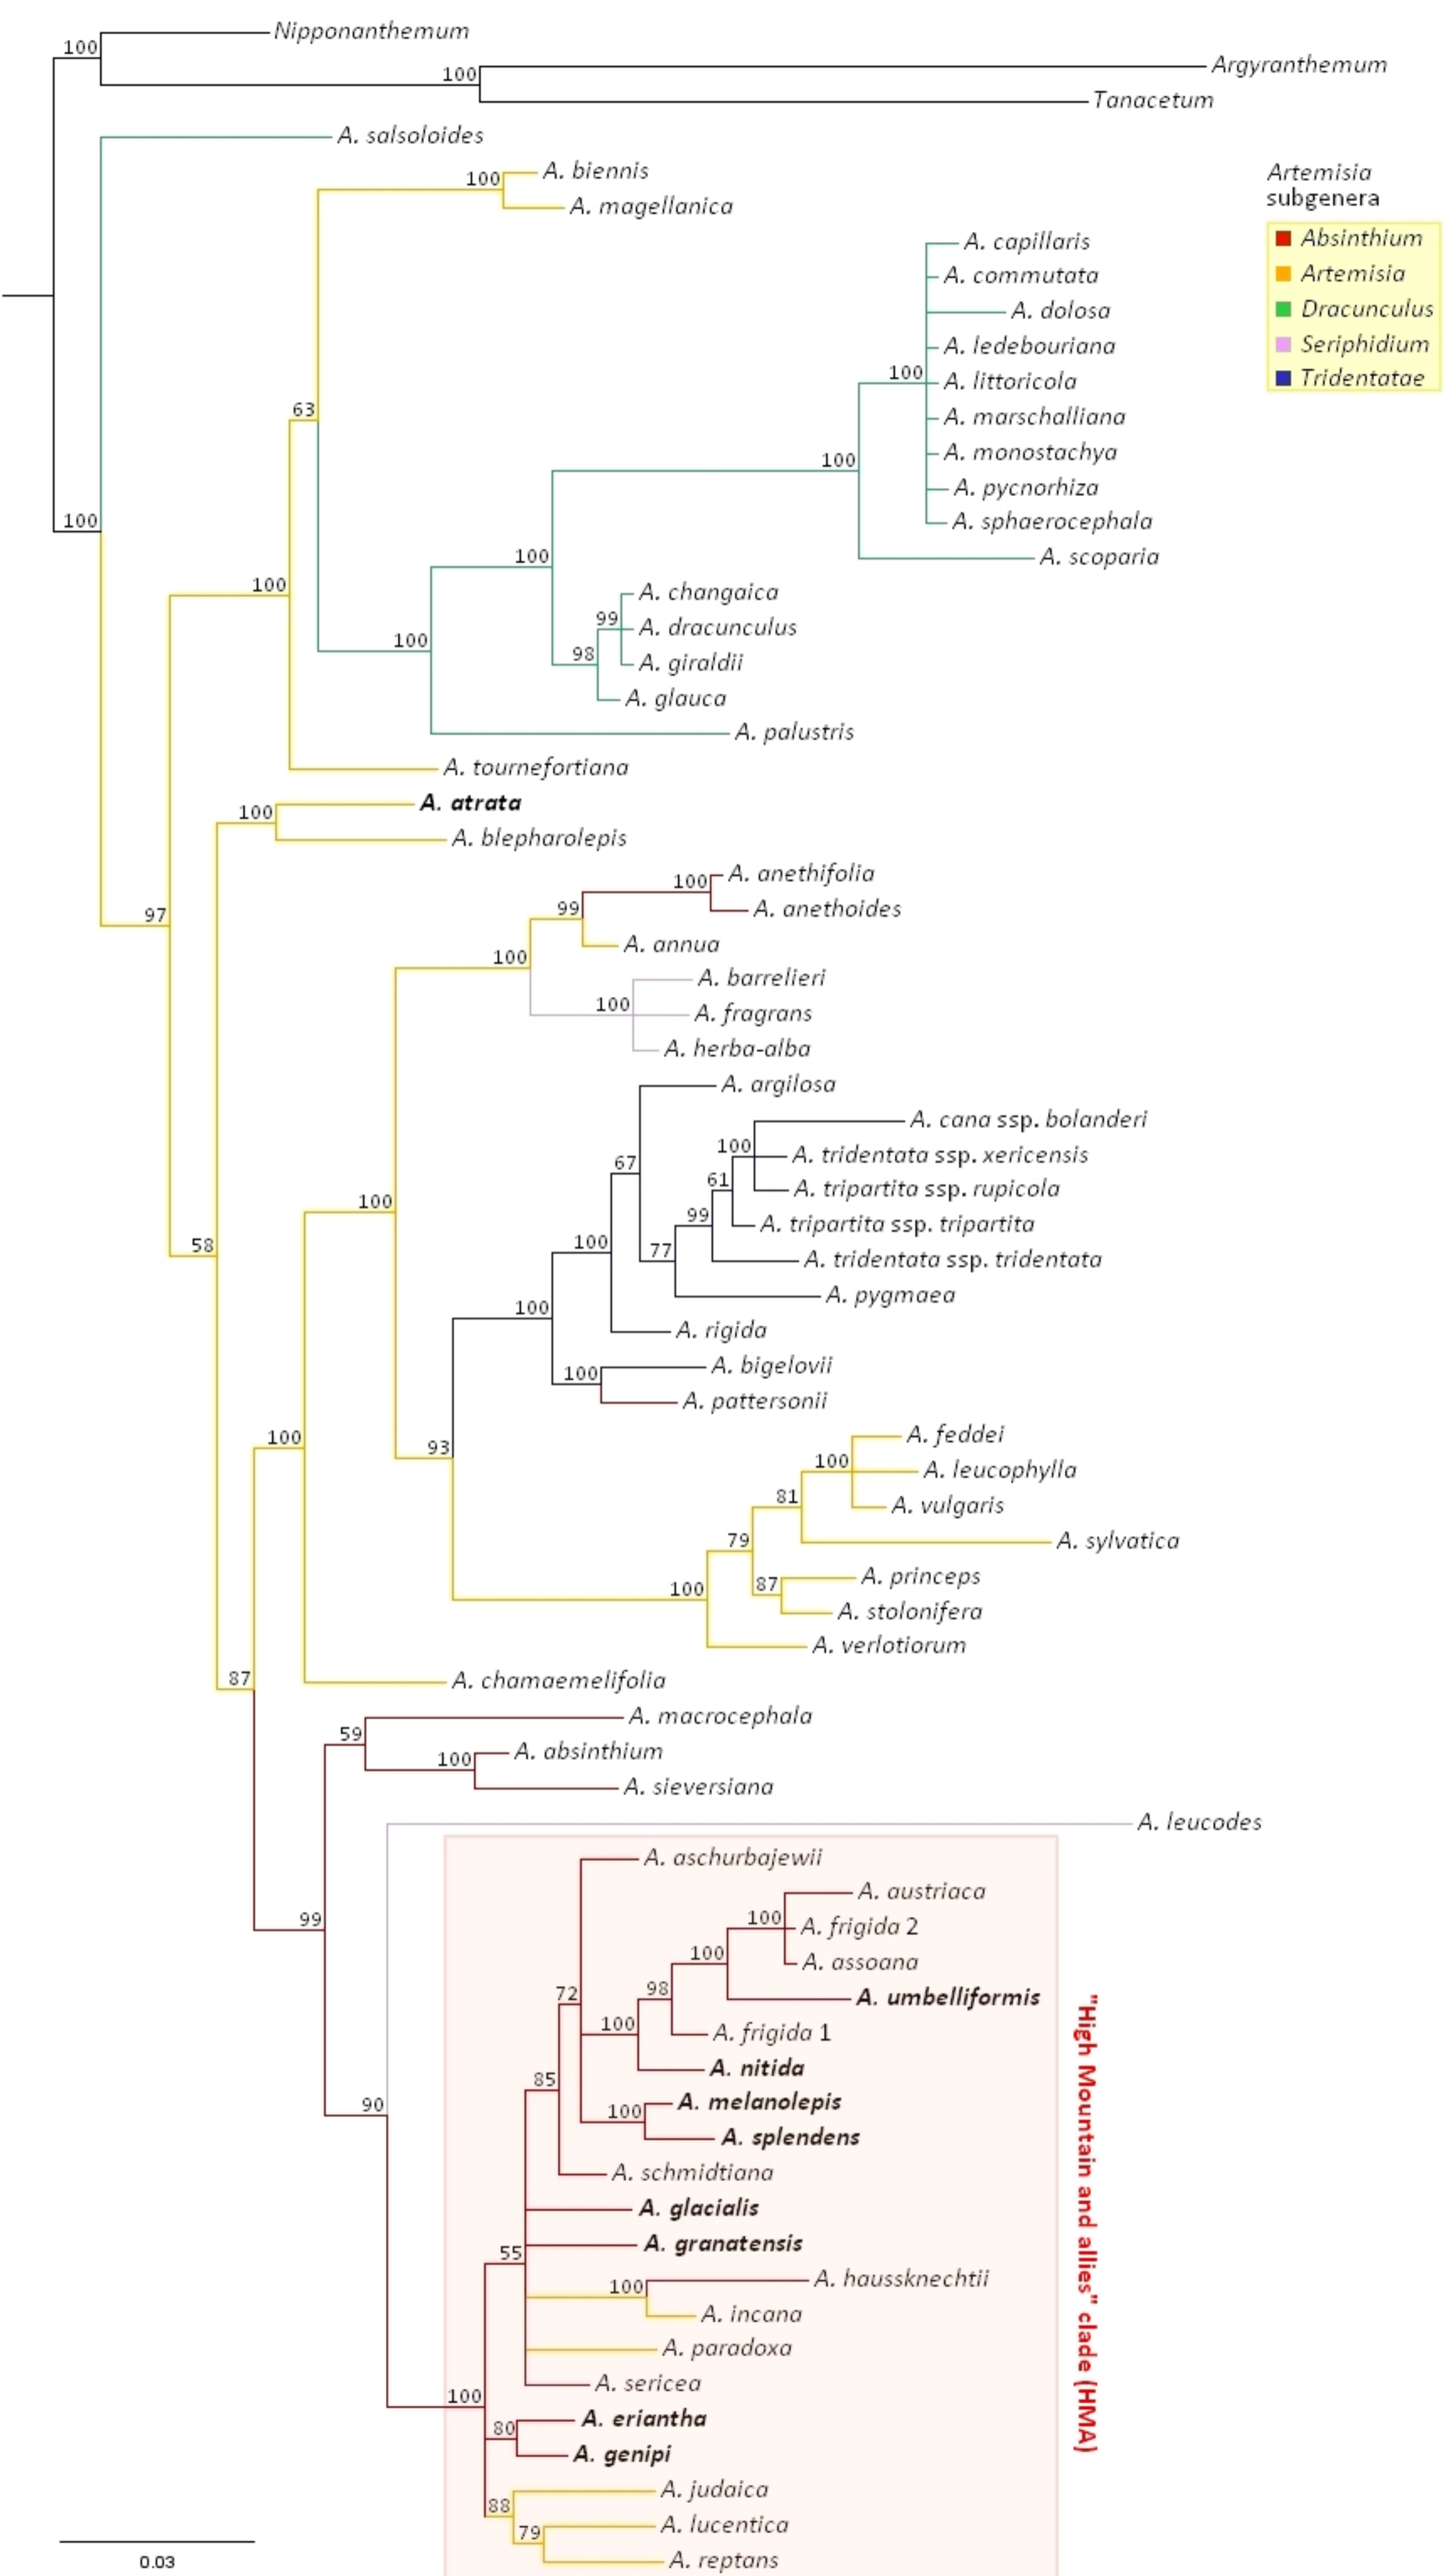 Nipponanthemum
100
Argyranthemum
100
Tanacetum
A. salsoloides
A. biennis
100
A. magellanica
Artemisia
subgenera
Absinthium
Artemisia
Dracunculus
Seriphidium
Tridentatae
A. capillaris
A. commutata
A. dolosa
A. ledebouriana
100
A. littoricola
63
A. marschalliana
100
A. monostachya
A. pycnorhiza
100
A. sphaerocephala
100
A. scoparia
100
A. changaica
99
A. dracunculus
100
98
A. giraldii
A. glauca
A. palustris
A. tournefortiana
A. atrata
100
A. blepharolepis
A. anethifolia
100
A. anethoides
97
99
A. annua
100
A. barrelieri
100
A. fragrans
A. herba-alba
A. argilosa
A. cana ssp. bolanderi
100
A. tridentata ssp. xericensis
67
61
A. tripartita ssp. rupicola
100
99
A. tripartita ssp. tripartita
58
100
77
A. tridentata ssp. tridentata
A. pygmaea
100
A. rigida
A. bigelovii
100
A. pattersonii
100
93
A. feddei
100
A. leucophylla
81
A. vulgaris
79
A. sylvatica
100
87
A. princeps
A. stolonifera
A. verlotiorum
87
A. chamaemelifolia
A. macrocephala
59
A. absinthium
100
A. sieversiana
A. leucodes
A. aschurbajewii
A. austriaca
99
100
A. frigida 2
100
A. assoana
72
98
A. umbelliformis
100
A. frigida 1
A. nitida
85
A. melanolepis
90
100
A. splendens
A. schmidtiana
A. glacialis
A. granatensis
55
A. haussknechtii
100
A. incana
A. paradoxa
A. sericea
100
A. eriantha
80
A. genipi
A. judaica
88
A. lucentica
79
A. reptans
"High Mountain and allies" clade (HMA)
0.03